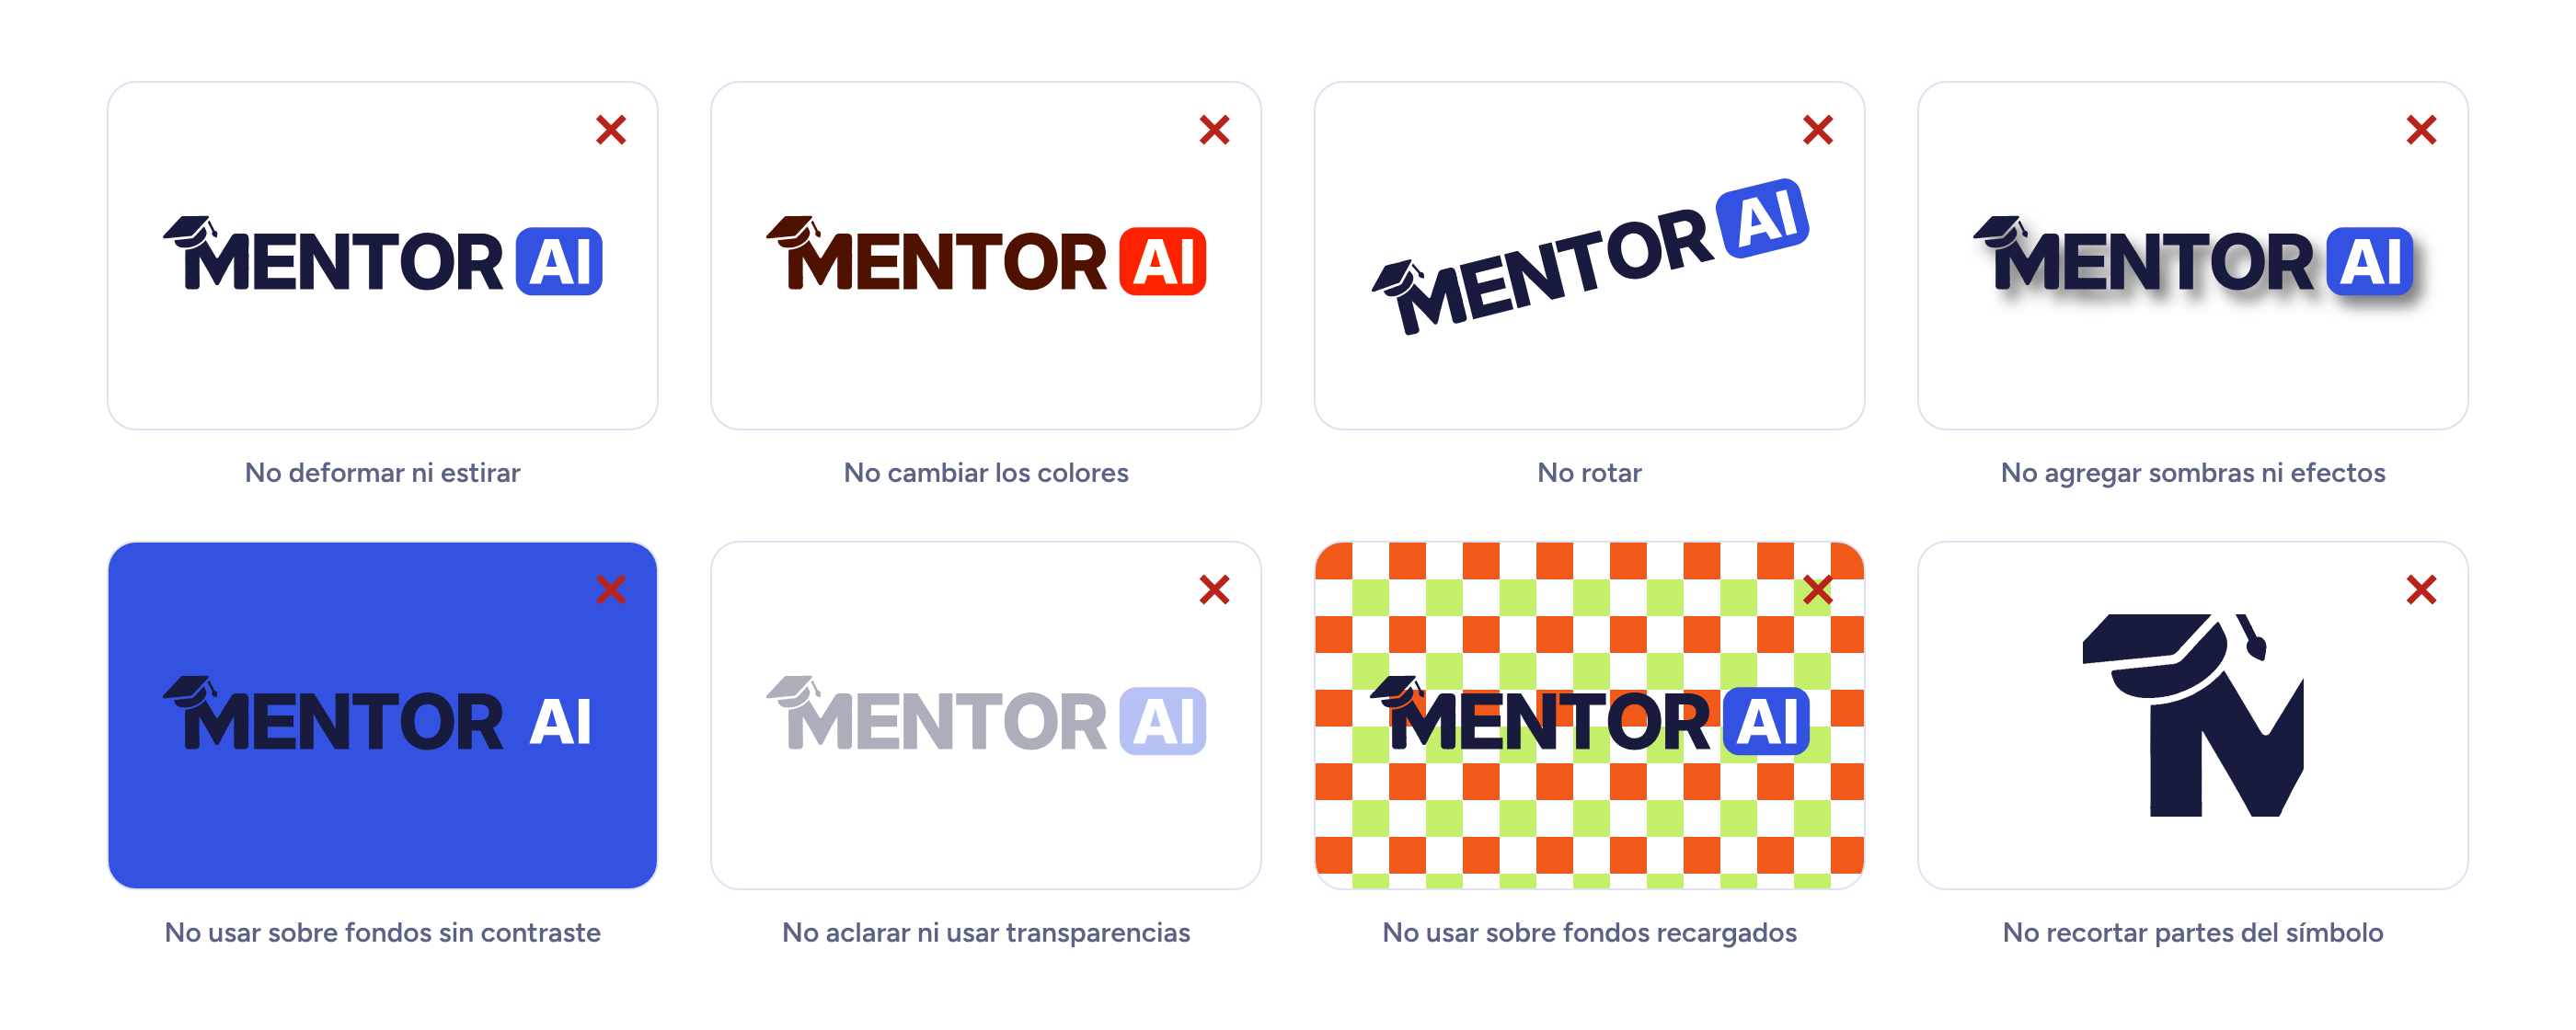 MENTOR AI
MENTOR AI
MENTOR AI
MENTOR AI
No deformar ni estirar
No cambiar los colores
No rotar
No agregar sombras ni efectos
MENTOR AI
MENTOR AI
MENTOR AI
M
No usar sobre fondos sin contraste
No aclarar ni usar transparencias
No usar sobre fondos recargados
No recortar partes del símbolo